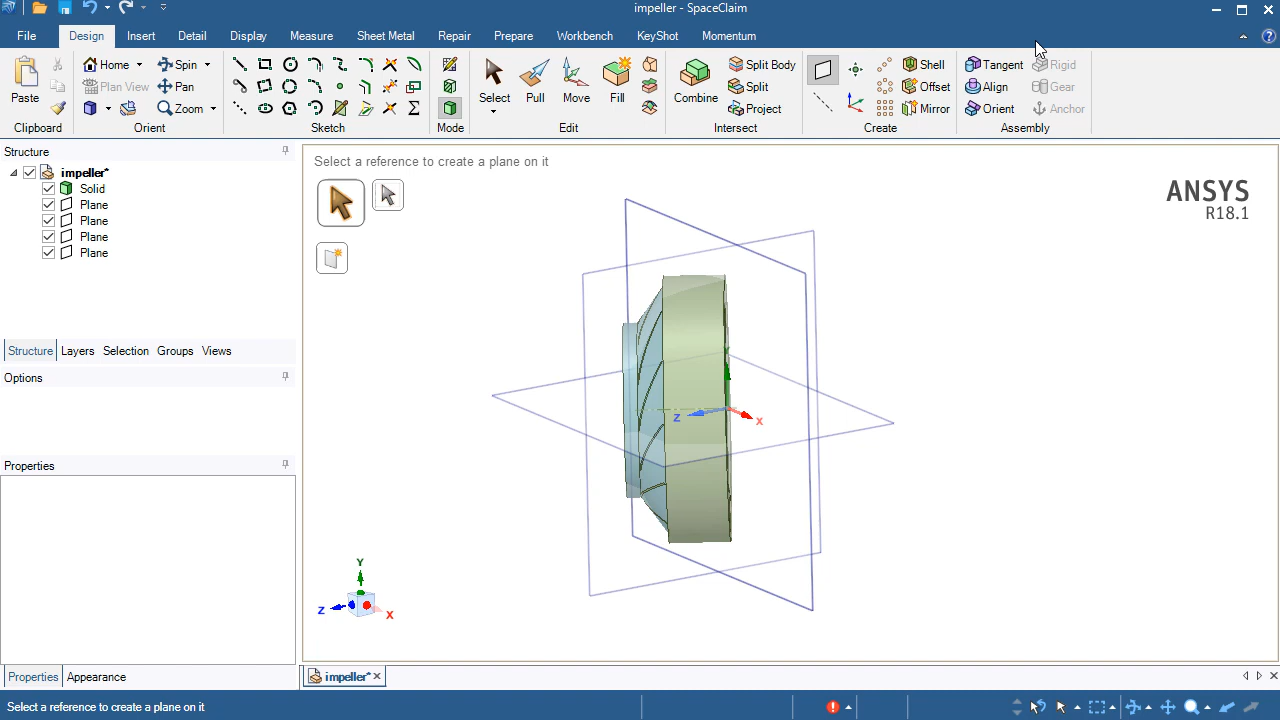 impeller - SpaceClaim
File Design Insert Detail Display Measure Sheet Metal Repair Prepare Workbench KeyShot Momentum
Paste
Home Spin
Plan View Pan
Zoom
Select Pull Move Fill
Combine
Split Body
Split
Project
Shell
Offset
Mirror
Tangent Rigid
Align Gear
Orient Anchor
Clipboard Orient Sketch Mode Edit Intersect Create Assembly
Structure
impeller*
Solid
Plane
Plane
Plane
Plane
Structure Layers Selection Groups Views
Options
Properties
Properties Appearance
Select a reference to create a plane on it
ANSYS
R18.1
Y
Z
X
Y
Z
X
impeller*
Select a reference to create a plane on it